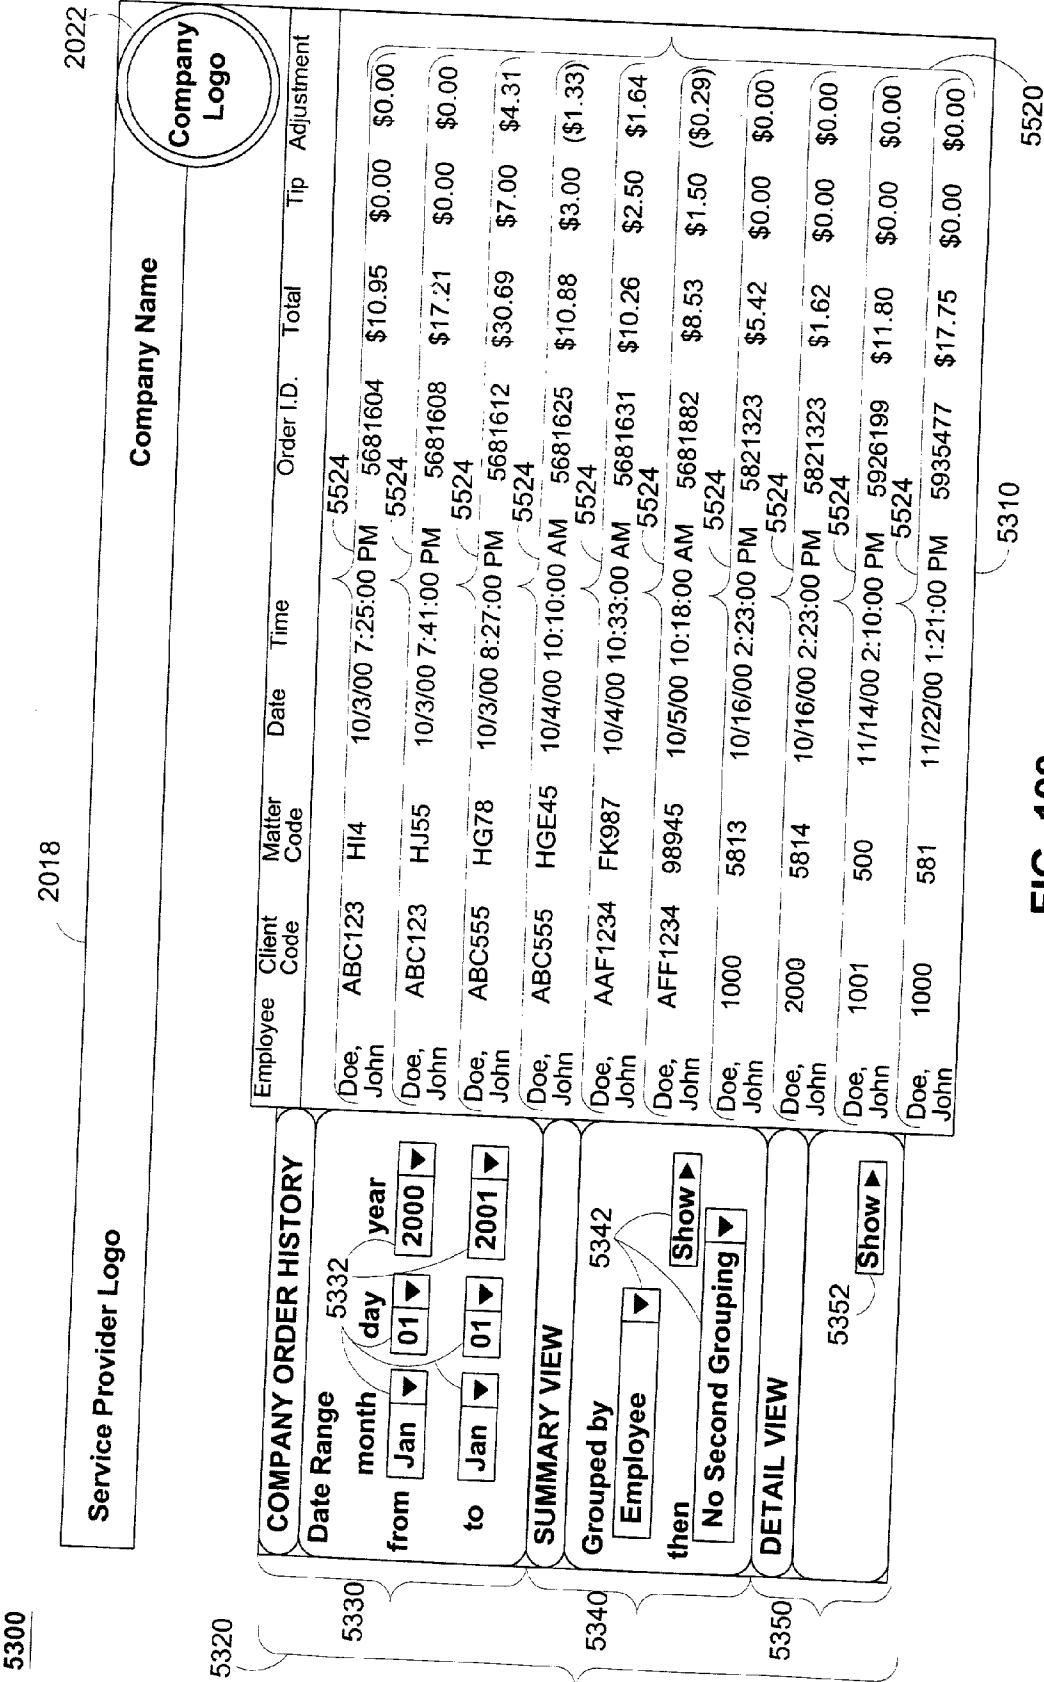 5300
2018
2022
Service Provider Logo
Company Name
Company
Logo
5320
5330
COMPANY ORDER HISTORY
Date Range
5332
month day year
from Jan ▼ 01 ▼ 2000 ▼
to Jan ▼ 01 ▼ 2001 ▼
5340
SUMMARY VIEW
Grouped by
5342
Employee ▼
then
Show ►
No Second Grouping ▼
5350
DETAIL VIEW
5352
Show ►
Employee Client Code Matter Code Date Time Order I.D. Total Tip Adjustment
5524
Doe, John ABC123 HI4 10/3/00 7:25:00 PM 5681604 $10.95 $0.00 $0.00
5524
Doe, John ABC123 HJ55 10/3/00 7:41:00 PM 5681608 $17.21 $0.00 $0.00
5524
Doe, John ABC555 HG78 10/3/00 8:27:00 PM 5681612 $30.69 $7.00 $4.31
5524
Doe, John ABC555 HGE45 10/4/00 10:10:00 AM 5681625 $10.88 $3.00 ($1.33)
5524
Doe, John AAF1234 FK987 10/4/00 10:33:00 AM 5681631 $10.26 $2.50 $1.64
5524
Doe, John AFF1234 98945 10/5/00 10:18:00 AM 5681882 $8.53 $1.50 ($0.29)
5524
Doe, John 1000 5813 10/16/00 2:23:00 PM 5821323 $5.42 $0.00 $0.00
5524
Doe, John 2000 5814 10/16/00 2:23:00 PM 5821323 $1.62 $0.00 $0.00
5524
Doe, John 1001 500 11/14/00 2:10:00 PM 5926199 $11.80 $0.00 $0.00
5524
Doe, John 1000 581 11/22/00 1:21:00 PM 5935477 $17.75 $0.00 $0.00
5310
5520
FIG.